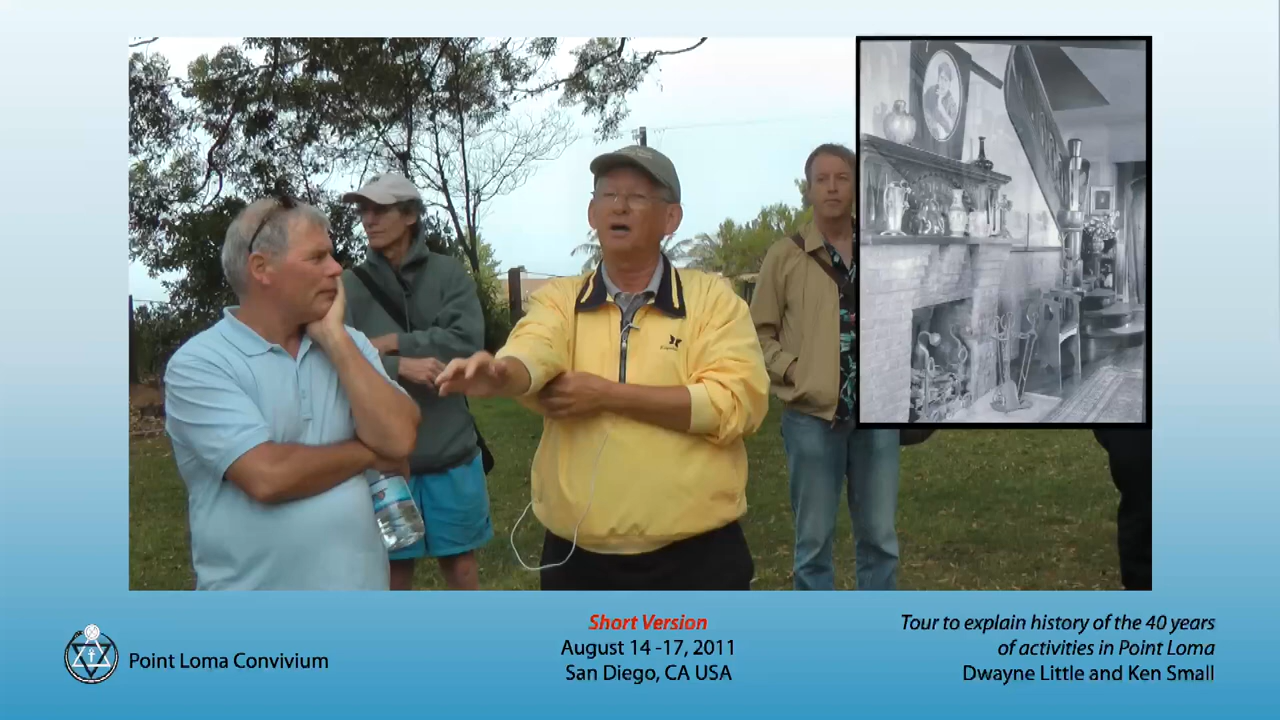 Point Loma Convivium
Short Version
August 14 -17, 2011
San Diego, CA USA
Tour to explain history of the 40 years
of activities in Point Loma
Dwayne Little and Ken Small